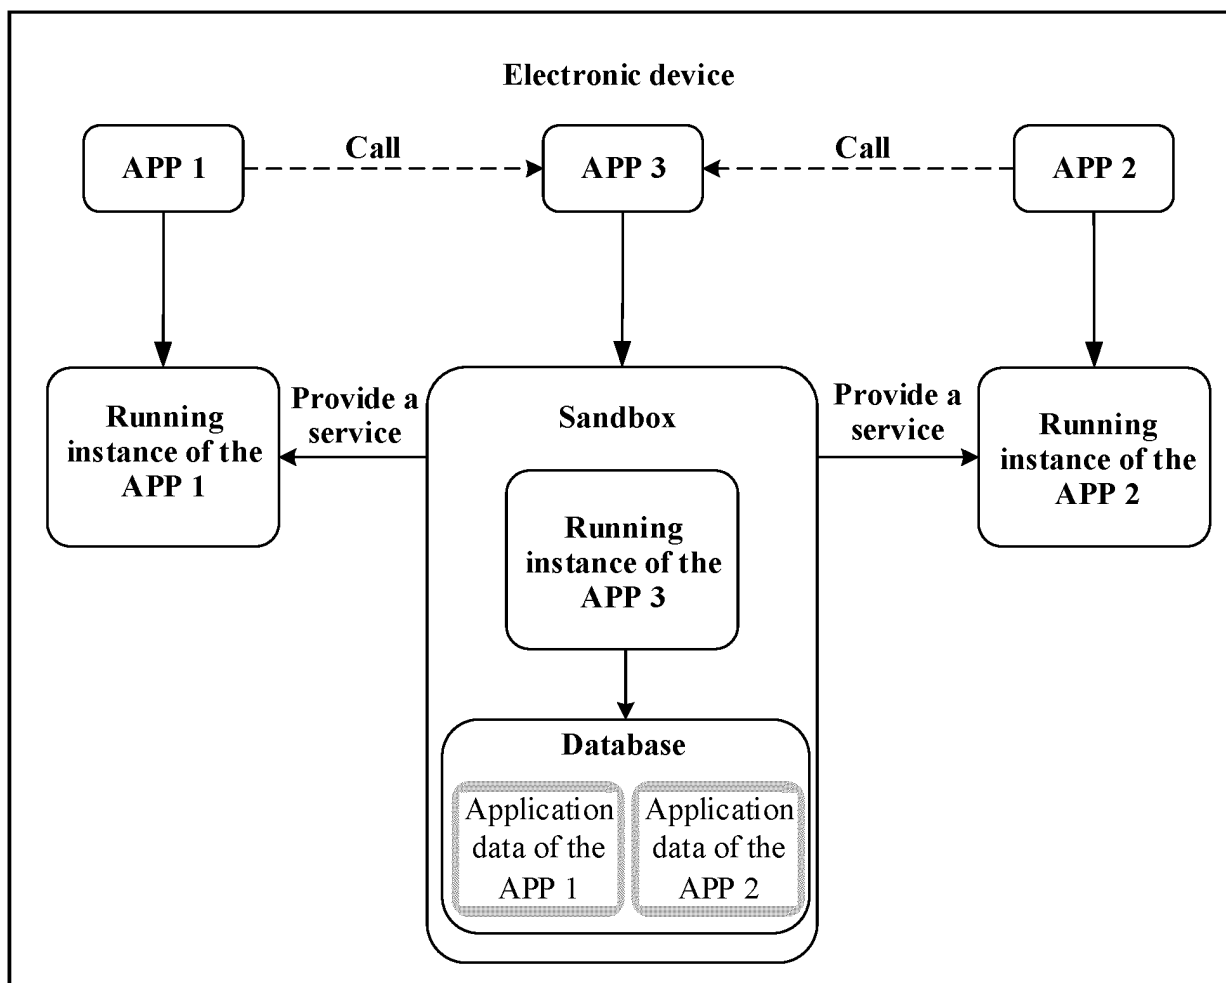 Electronic device
APP 1
Call
APP 3
Call
APP 2
Running
instance of the
APP 1
Provide a
service
Sandbox
Provide a
service
Running
instance of the
APP 2
Running
instance of the
APP 3
Database
Application
data of the
APP 1
Application
data of the
APP 2